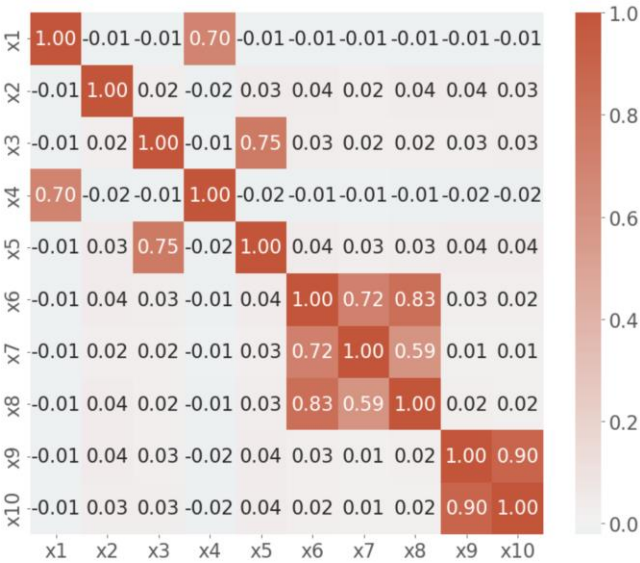 x1 1.00 -0.01 -0.01 0.70 -0.01 -0.01 -0.01 -0.01 -0.01 -0.01
x2 -0.01 1.00 0.02 -0.02 0.03 0.04 0.02 0.04 0.04 0.03
x3 -0.01 0.02 1.00 -0.01 0.75 0.03 0.02 0.02 0.03 0.03
x4 0.70 -0.02 -0.01 1.00 -0.02 -0.01 -0.01 -0.01 -0.02 -0.02
x5 -0.01 0.03 0.75 -0.02 1.00 0.04 0.03 0.03 0.04 0.04
x6 -0.01 0.04 0.03 -0.01 0.04 1.00 0.72 0.83 0.03 0.02
x7 -0.01 0.02 0.02 -0.01 0.03 0.72 1.00 0.59 0.01 0.01
x8 -0.01 0.04 0.02 -0.01 0.03 0.83 0.59 1.00 0.02 0.02
x9 -0.01 0.04 0.03 -0.02 0.04 0.03 0.01 0.02 1.00 0.90
x10 -0.01 0.03 0.03 -0.02 0.04 0.02 0.01 0.02 0.90 1.00
x1 x2 x3 x4 x5 x6 x7 x8 x9 x10
1.0
0.8
0.6
0.4
0.2
0.0